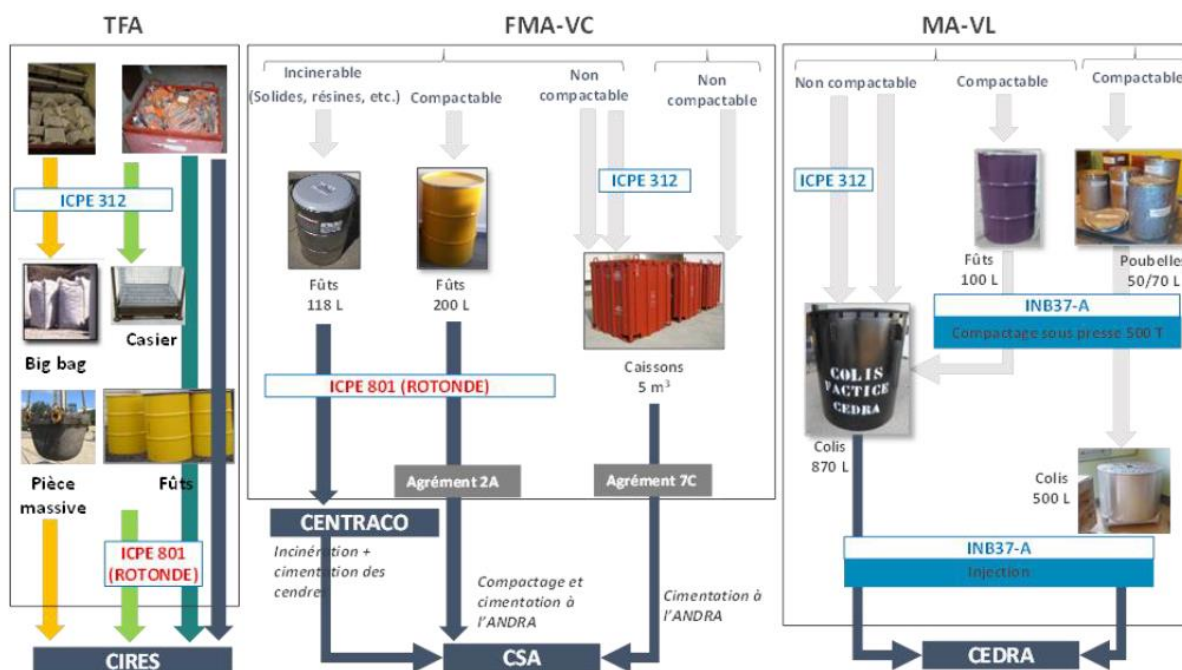 TFA
FMA-VC
MA-VL
Incinerable
(Solides, résines, etc.)
Compactable
Non
compactable
Non
compactable
Non compactable
Compactable
Compactable
ICPE 312
ICPE 312
ICPE 312
Fûts
118 L
Fûts
200 L
Fûts
100 L
Poubelles
50/70 L
INB37-A
Compactage sous presse 500 T
Big bag
Casier
Caissons
5 m³
ICPE 801 (ROTONDE)
COLIS
FACTICE
CEDRA
Colis
870 L
Pièce
massive
Fûts
Agrément 2A
Agrément 7C
Colis
500 L
CENTRACO
ICPE 801
(ROTONDE)
Incinération +
cimentation des
cendres
Compactage et
cimentation à
l'ANDRA
Cimentation à
l'ANDRA
INB37-A
Injection
CIRES
CSA
CEDRA